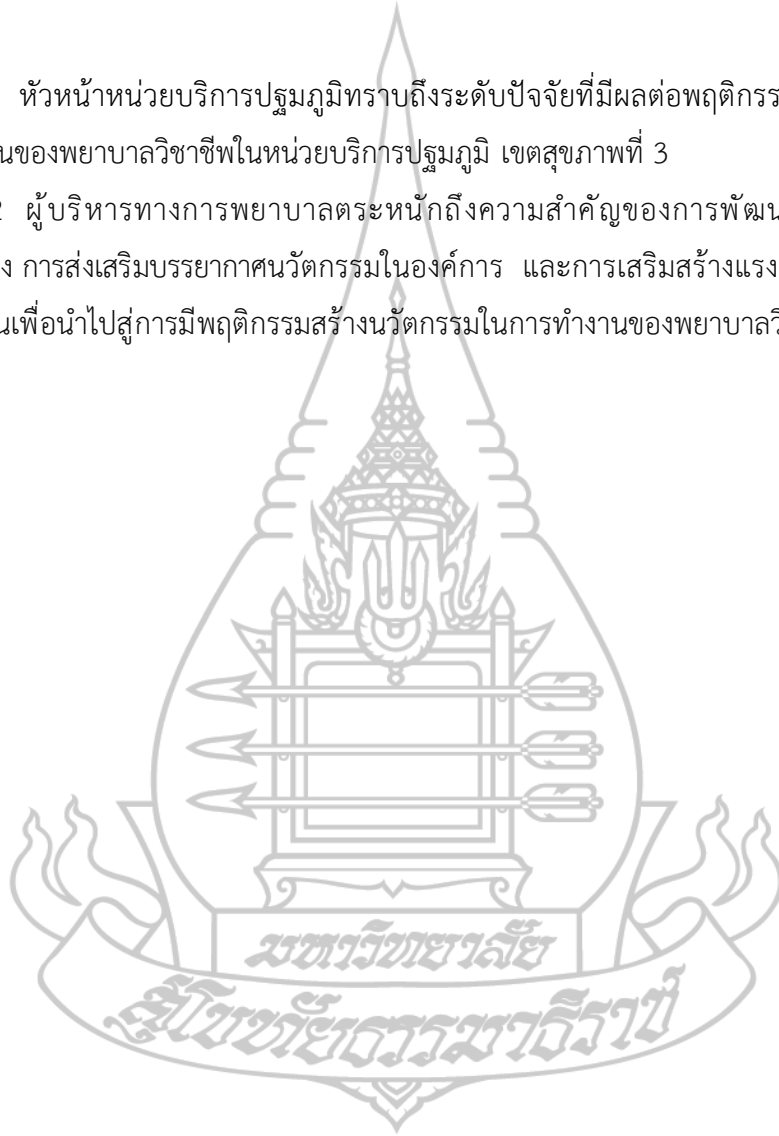 หัวหน้าหน่วยบริการปฐมภูมิทราบถึงระดับปัจจัยที่มีผลต่อพฤติกรร
นของพยาบาลวิชาชีพในหน่วยบริการปฐมภูมิ เขตสุขภาพที่ 3
2 ผู้บริหารทางการพยาบาลตระหนักถึงความสำคัญของการพัฒน
ง การส่งเสริมบรรยากาศนวัตกรรมในองค์การ และการเสริมสร้างแรง
นเพื่อนำไปสู่การมีพฤติกรรมสร้างนวัตกรรมในการทำงานของพยาบาลวิ
มหาวิทยาลัย
สุโขทัยธรรมาธิราช